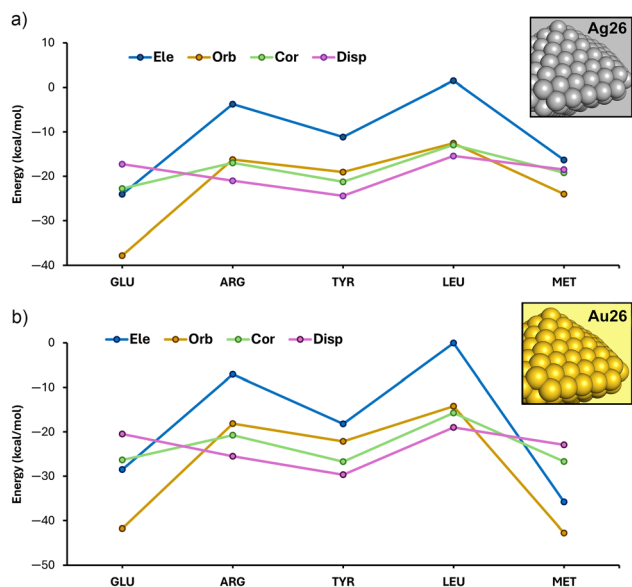 a)
Ag26
Ele Orb Cor Disp
Energy (kcal/mol)
10
0
−10
−20
−30
−40
GLU ARG TYR LEU MET
b)
Au26
Ele Orb Cor Disp
Energy (kcal/mol)
0
−10
−20
−30
−40
−50
GLU ARG TYR LEU MET